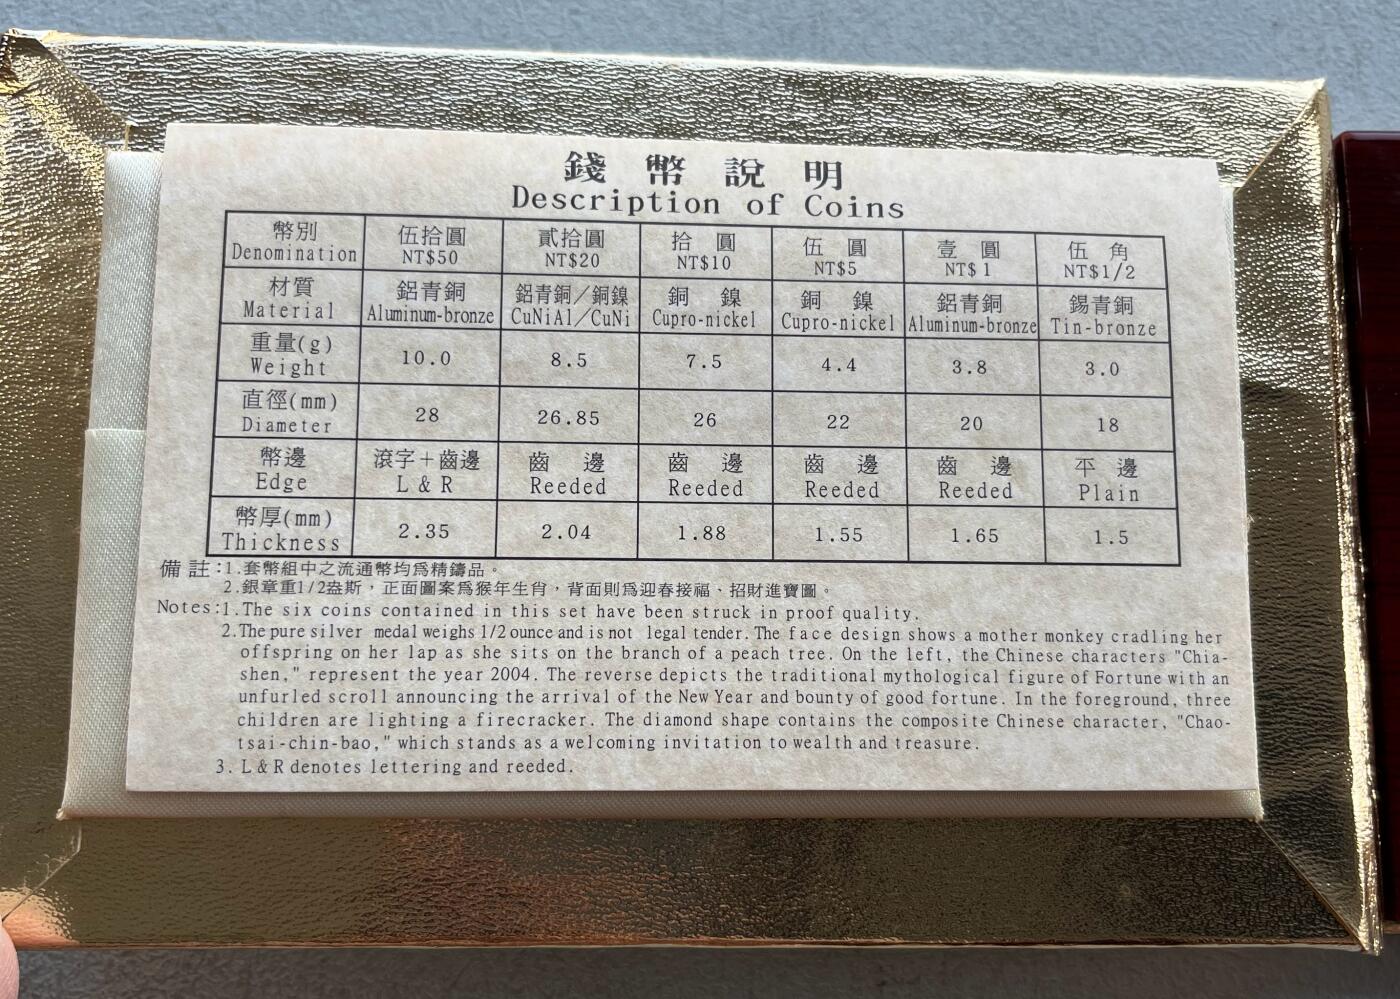 錢幣說明
Description of Coins
幣別 伍拾圓 貳拾圓 拾圓 伍圓 壹圓 伍角
Denomination NT$50 NT$20 NT$10 NT$5 NT$1 NT$1/2
材質 鋁青銅 鋁青銅／銅鎳 銅鎳 銅鎳 鋁青銅 錫青銅
Material Aluminum-bronze CuNiAl／CuNi Cupro-nickel Cupro-nickel Aluminum-bronze Tin-bronze
重量(g)
Weight 10.0 8.5 7.5 4.4 3.8 3.0
直徑(mm)
Diameter 28 26.85 26 22 20 18
幣邊 滾字＋齒邊 齒邊 齒邊 齒邊 齒邊 平邊
Edge L & R Reeded Reeded Reeded Reeded Plain
幣厚(mm)
Thickness 2.35 2.04 1.88 1.55 1.65 1.5
備註:1.套幣組中之流通幣均爲精鑄品。
2.銀章重1/2盎斯，正面圖案爲猴年生肖，背面則爲迎春接福、招財進寶圖。
Notes:1.The six coins contained in this set have been struck in proof quality.
2.The pure silver medal weighs 1/2 ounce and is not legal tender. The face design shows a mother monkey cradling her
offspring on her lap as she sits on the branch of a peach tree. On the left, the Chinese characters "Chia-
shen," represent the year 2004. The reverse depicts the traditional mythological figure of Fortune with an
unfurled scroll announcing the arrival of the New Year and bounty of good fortune. In the foreground, three
children are lighting a firecracker. The diamond shape contains the composite Chinese character, "Chao-
tsai-chin-bao," which stands as a welcoming invitation to wealth and treasure.
3. L & R denotes lettering and reeded.